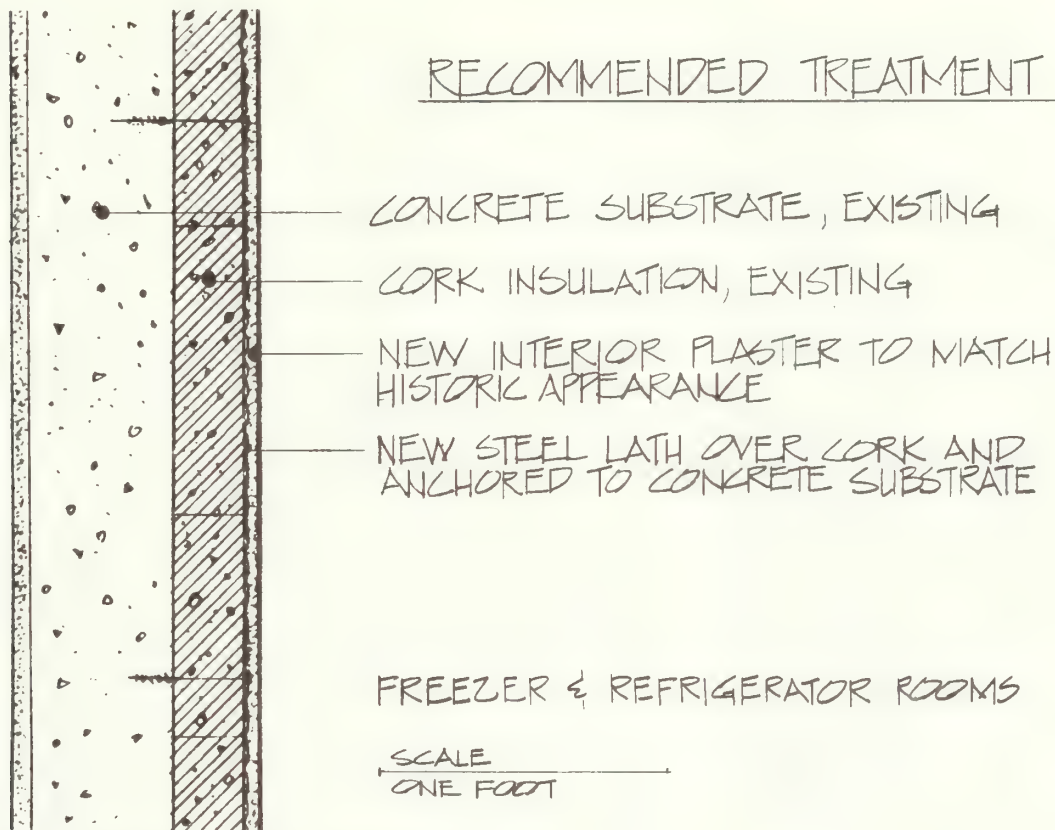 RECOMMENDED TREATMENT
CONCRETE SUBSTRATE, EXISTING
CORK INSULATION, EXISTING
NEW INTERIOR PLASTER TO MATCH
HISTORIC APPEARANCE
NEW STEEL LATH OVER CORK AND
ANCHORED TO CONCRETE SUBSTRATE
FREEZER & REFRIGERATOR ROOMS
SCALE
ONE FOOT